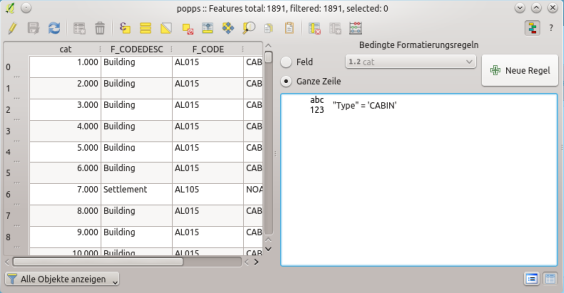 popps :: Features total: 1891, filtered: 1891, selected: 0
cat F_CODEDESC F_CODE
0 1.000 Building AL015 CAB
1 2.000 Building AL015 CAB
2 3.000 Building AL015 CAB
3 4.000 Building AL015 CAB
4 5.000 Building AL015 CAB
5 6.000 Building AL015 CAB
6 7.000 Settlement AL105 NOA
7 8.000 Building AL015 CAB
8 9.000 Building AL015 CAB
10.000 Building AL015 CAB
Alle Objekte anzeigen
Bedingte Formatierungsregeln
Feld 1.2 cat
Ganze Zeile
Neue Regel
abc
123 "Type" = 'CABIN'